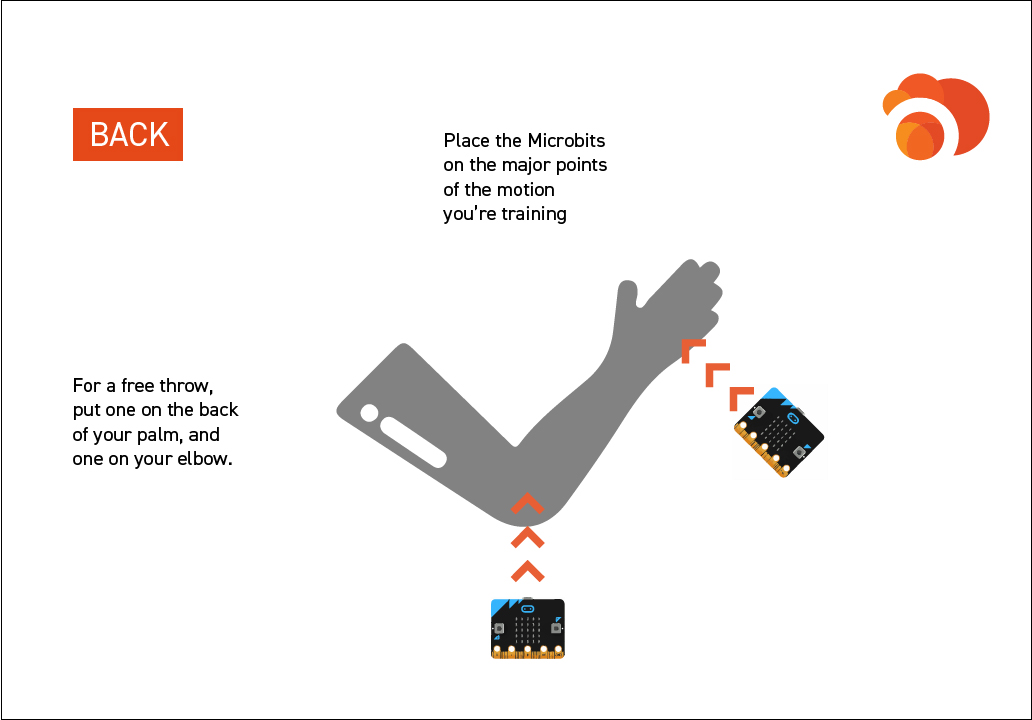 BACK
Place the Microbits
on the major points
of the motion
you're training
For a free throw,
put one on the back
of your palm, and
one on your elbow.